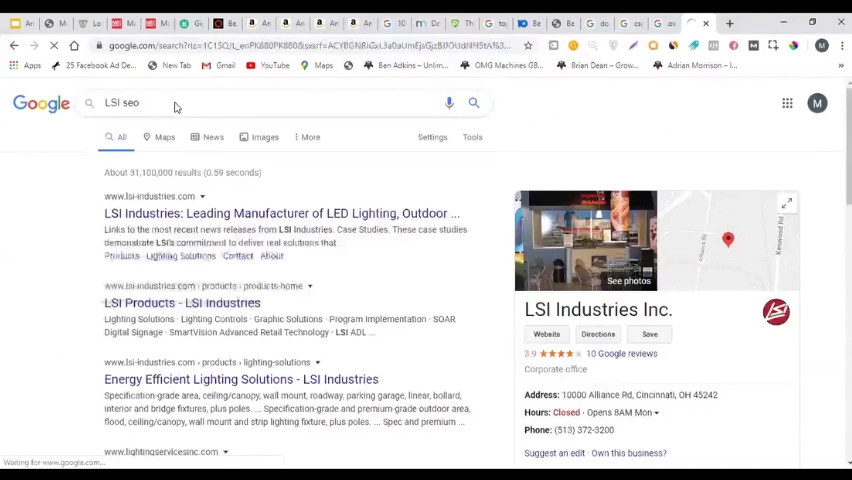 Apps
25 Facebook Ad De...
New Tab
Gmail
YouTube
Maps
Ben Adkins – Unlim...
OMG Machines G9...
Brian Dean – Grow...
Adrian Morrison – I...
M
Google
LSI seo
M
All
Maps
News
Images
More
Settings
Tools
About 31,100,000 results (0.59 seconds)
www.lsi-industries.com
LSI Industries: Leading Manufacturer of LED Lighting, Outdoor ...
Links to the most recent news releases from LSI Industries. Case Studies. These case studies
demonstrate LSI's commitment to deliver real solutions that ...
Products · Lighting Solutions · Contact · About
www.lsi-industries.com › products › products-home
LSI Products - LSI Industries
Lighting Solutions · Lighting Controls · Graphic Solutions · Program Implementation · SOAR
Digital Signage · SmartVision Advanced Retail Technology · LSI ADL ...
www.lsi-industries.com › products › lighting-solutions
Energy Efficient Lighting Solutions - LSI Industries
Specification-grade area, ceiling/canopy, wall mount, roadway, parking garage, linear, bollard,
interior and bridge fixtures, plus poles. ... Specification-grade and premium-grade outdoor area,
flood, ceiling/canopy, wall mount and strip lighting fixture, plus poles. ... Spec and premium ...
www.lightingservicesinc.com
See photos
Alliance Rd
Kenwood Rd
LSI Industries Inc.
LSI
Website
Directions
Save
3.9 ★★★★ 10 Google reviews
Corporate office
Address: 10000 Alliance Rd, Cincinnati, OH 45242
Hours: Closed · Opens 8AM Mon
Phone: (513) 372-3200
Suggest an edit · Own this business?
Waiting for www.google.com...